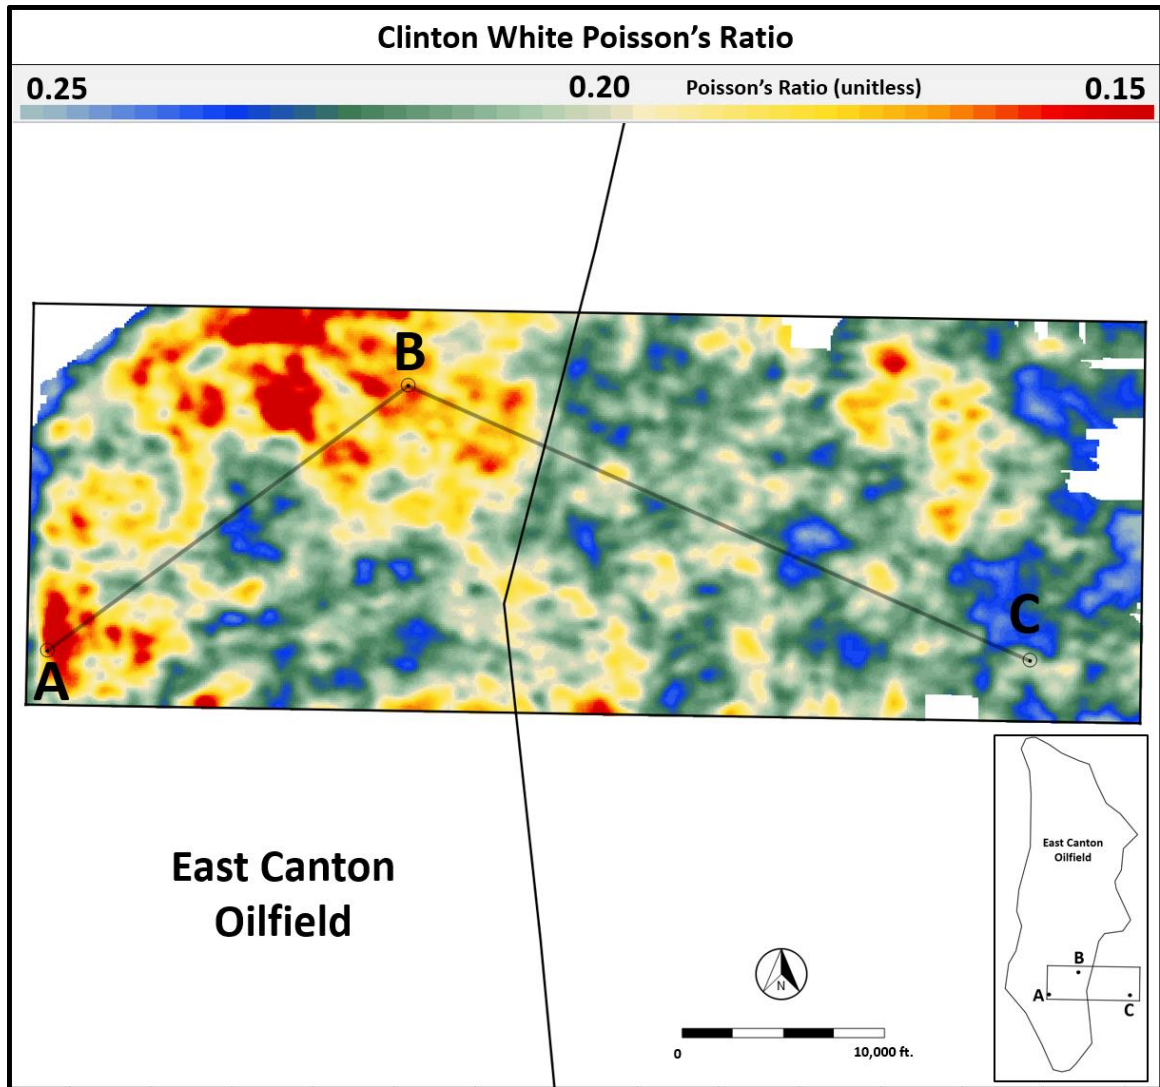 Clinton White Poisson's Ratio
0.25 0.20 Poisson's Ratio (unitless) 0.15
B
C
A
East Canton
Oilfield
N
0 10,000 ft.
East Canton
Oilfield
B
A
C